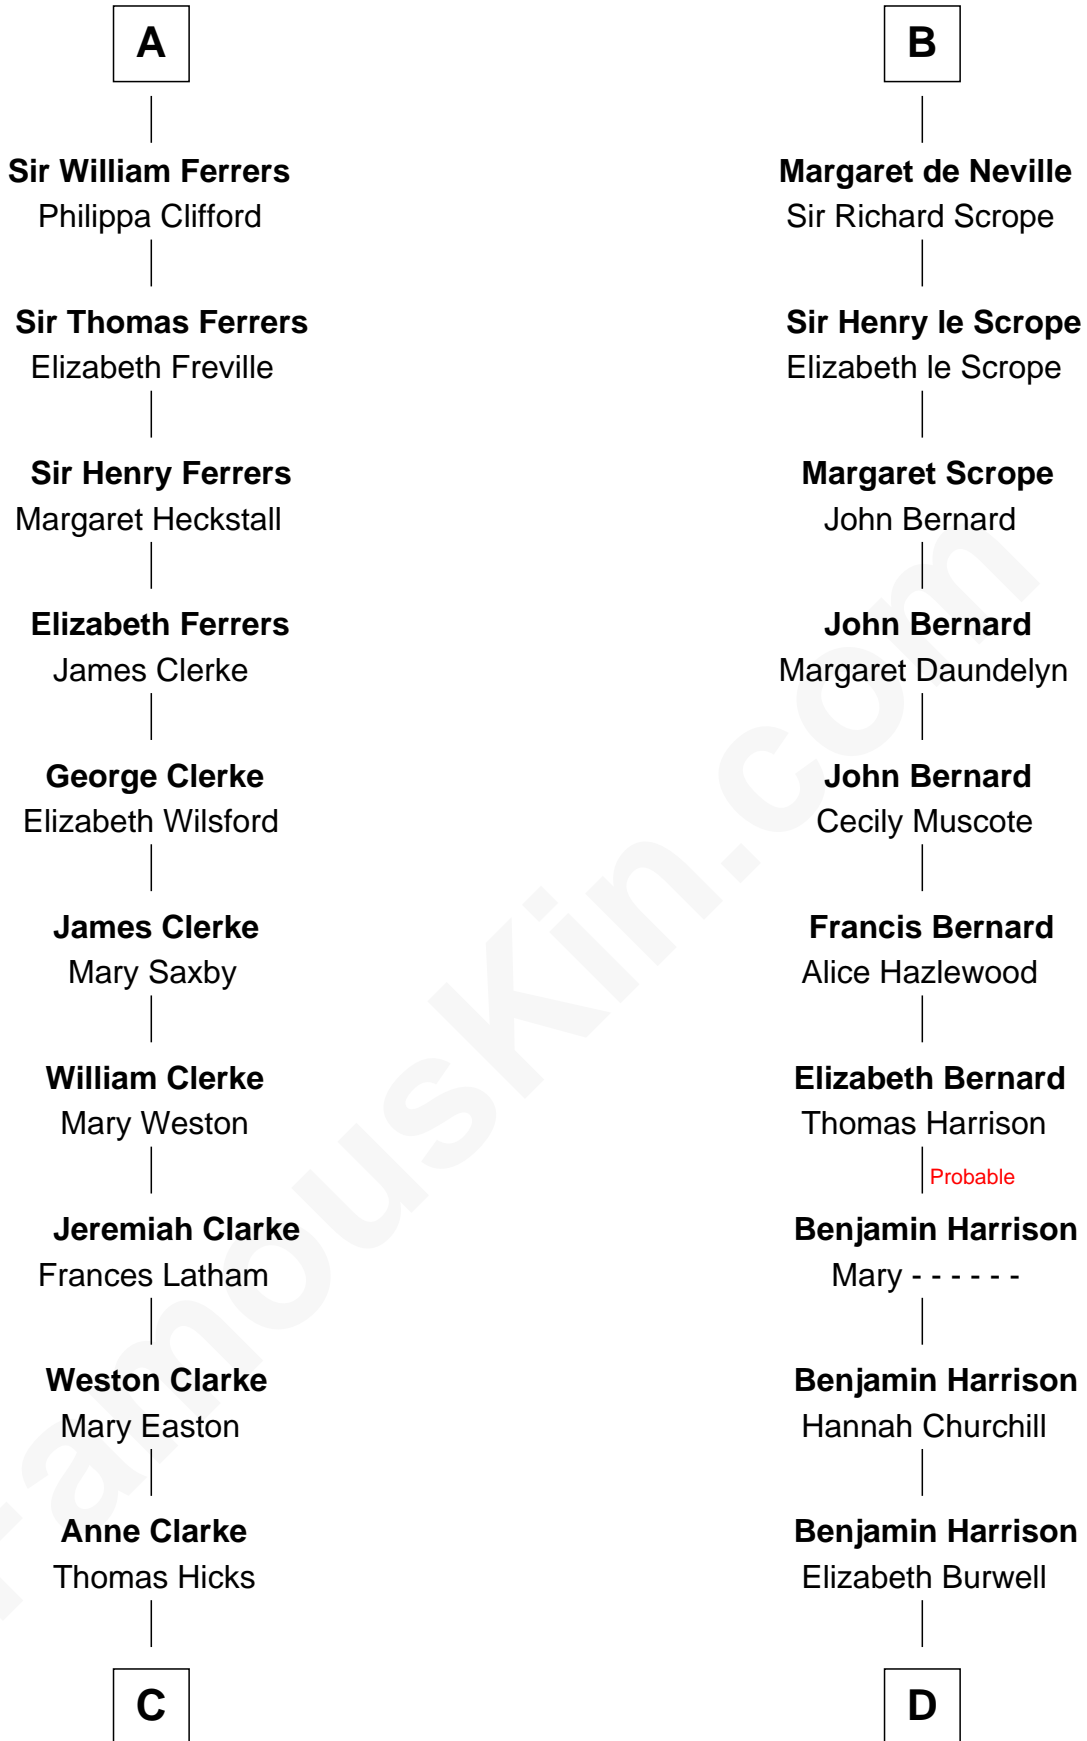 A
Sir William Ferrers
Philippa Clifford
Sir Thomas Ferrers
Elizabeth Freville
Sir Henry Ferrers
Margaret Heckstall
Elizabeth Ferrers
James Clerke
George Clerke
Elizabeth Wilsford
James Clerke
Mary Saxby
William Clerke
Mary Weston
Jeremiah Clarke
Frances Latham
Weston Clarke
Mary Easton
Anne Clarke
Thomas Hicks
C
B
Margaret de Neville
Sir Richard Scrope
Sir Henry le Scrope
Elizabeth le Scrope
Margaret Scrope
John Bernard
John Bernard
Margaret Daundelyn
John Bernard
Cecily Muscote
Francis Bernard
Alice Hazlewood
Elizabeth Bernard
Thomas Harrison
Probable
Benjamin Harrison
Mary - - - - - -
Benjamin Harrison
Hannah Churchill
Benjamin Harrison
Elizabeth Burwell
D
FamousKin.com